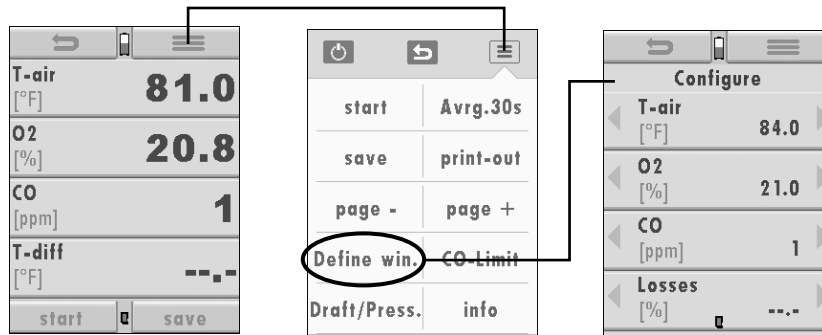 T-air
[°F]
81.0
O2
[%]
20.8
CO
[ppm]
1
T-diff
[°F]
--.-
start save
start Avrg.30s
save print-out
page - page +
Define win. CO-Limit
Draft/Press. info
Configure
T-air
[°F]
84.0
O2
[%]
21.0
CO
[ppm]
1
Losses
[%]
--.-